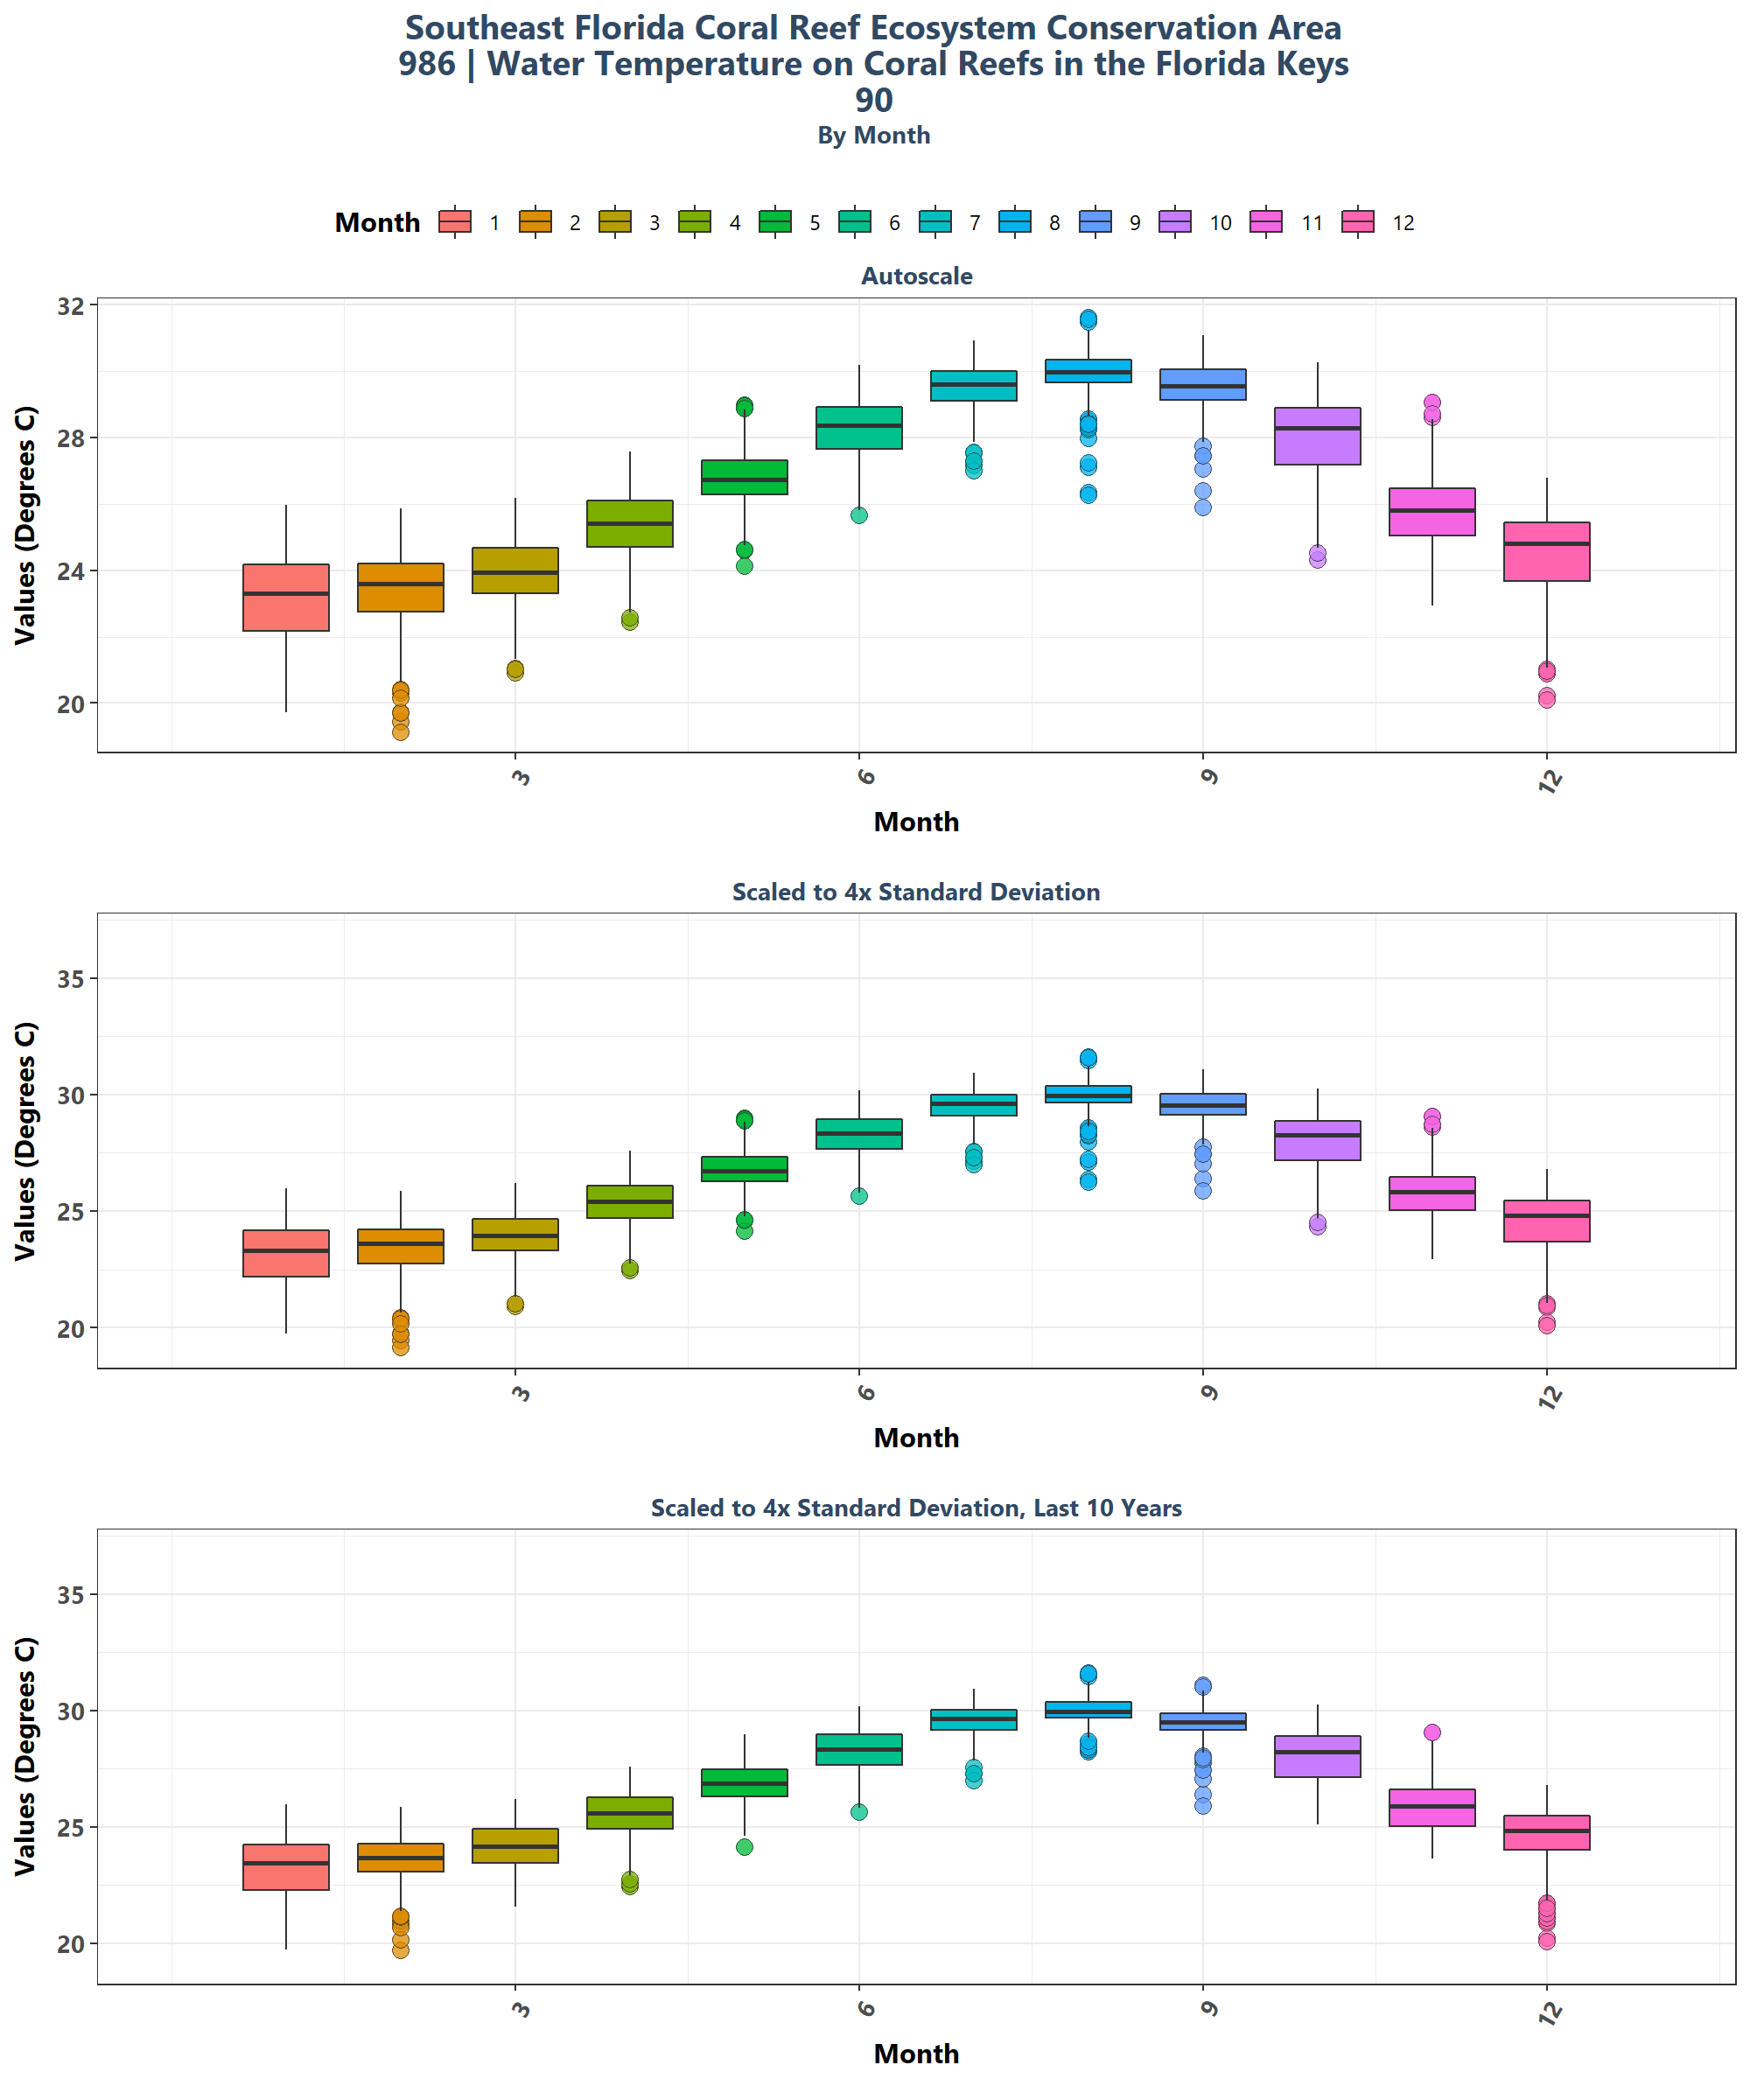 Southeast Florida Coral Reef Ecosystem Conservation Area
986 | Water Temperature on Coral Reefs in the Florida Keys
90
By Month
Month 1 2 3 4 5 6 7 8 9 10 11 12
Autoscale
Values (Degrees C)
32
28
24
20
3 6 9 12
Month
Scaled to 4x Standard Deviation
Values (Degrees C)
35
30
25
20
3 6 9 12
Month
Scaled to 4x Standard Deviation, Last 10 Years
Values (Degrees C)
35
30
25
20
3 6 9 12
Month